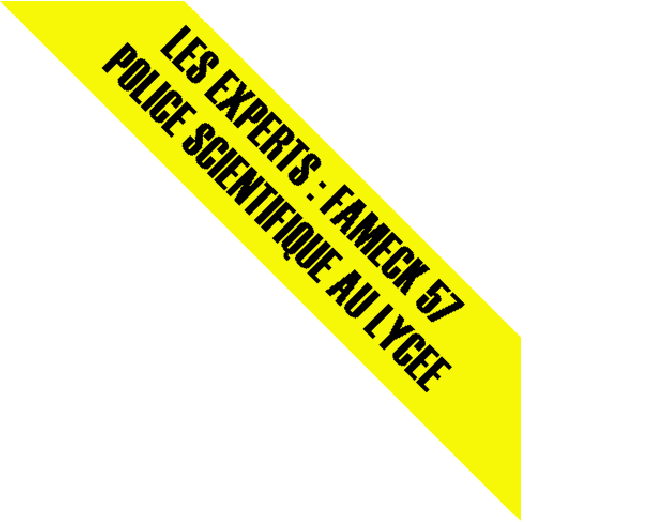 LES EXPERTS : FAMECK 57
POLICE SCIENTIFIQUE AU LYCEE